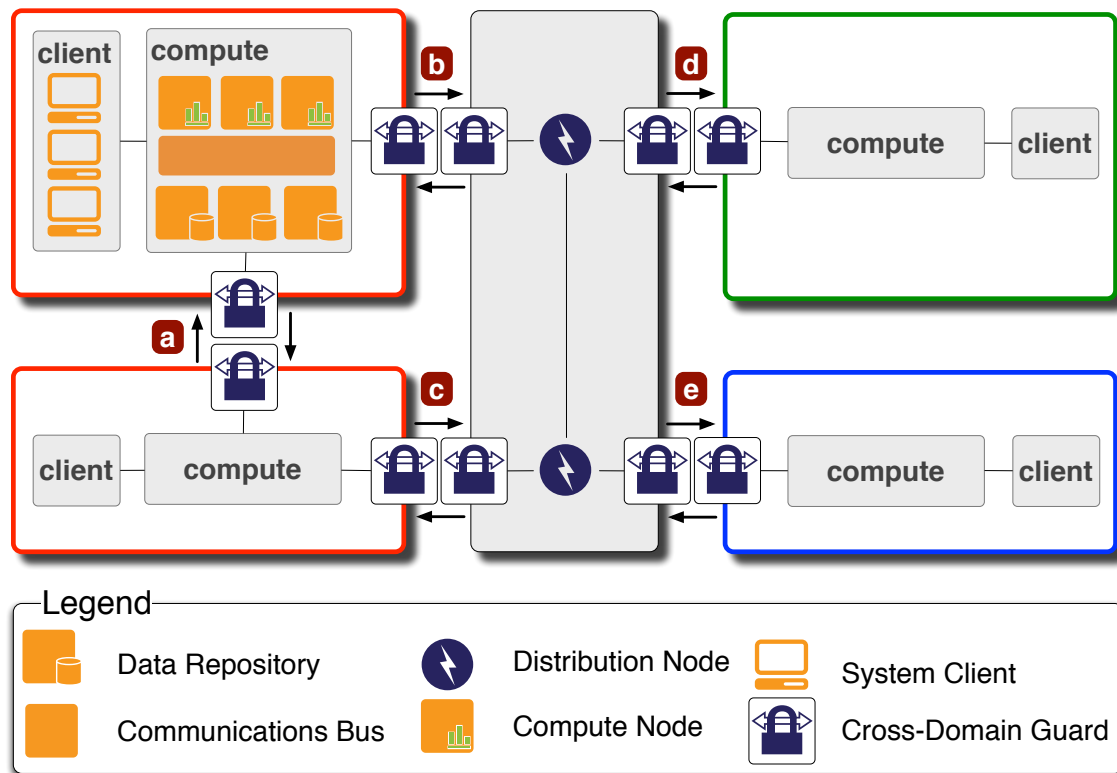 client
compute
b
d
compute
client
a
c
e
client
compute
compute
client
Legend
Data Repository
Distribution Node
System Client
Communications Bus
Compute Node
Cross-Domain Guard